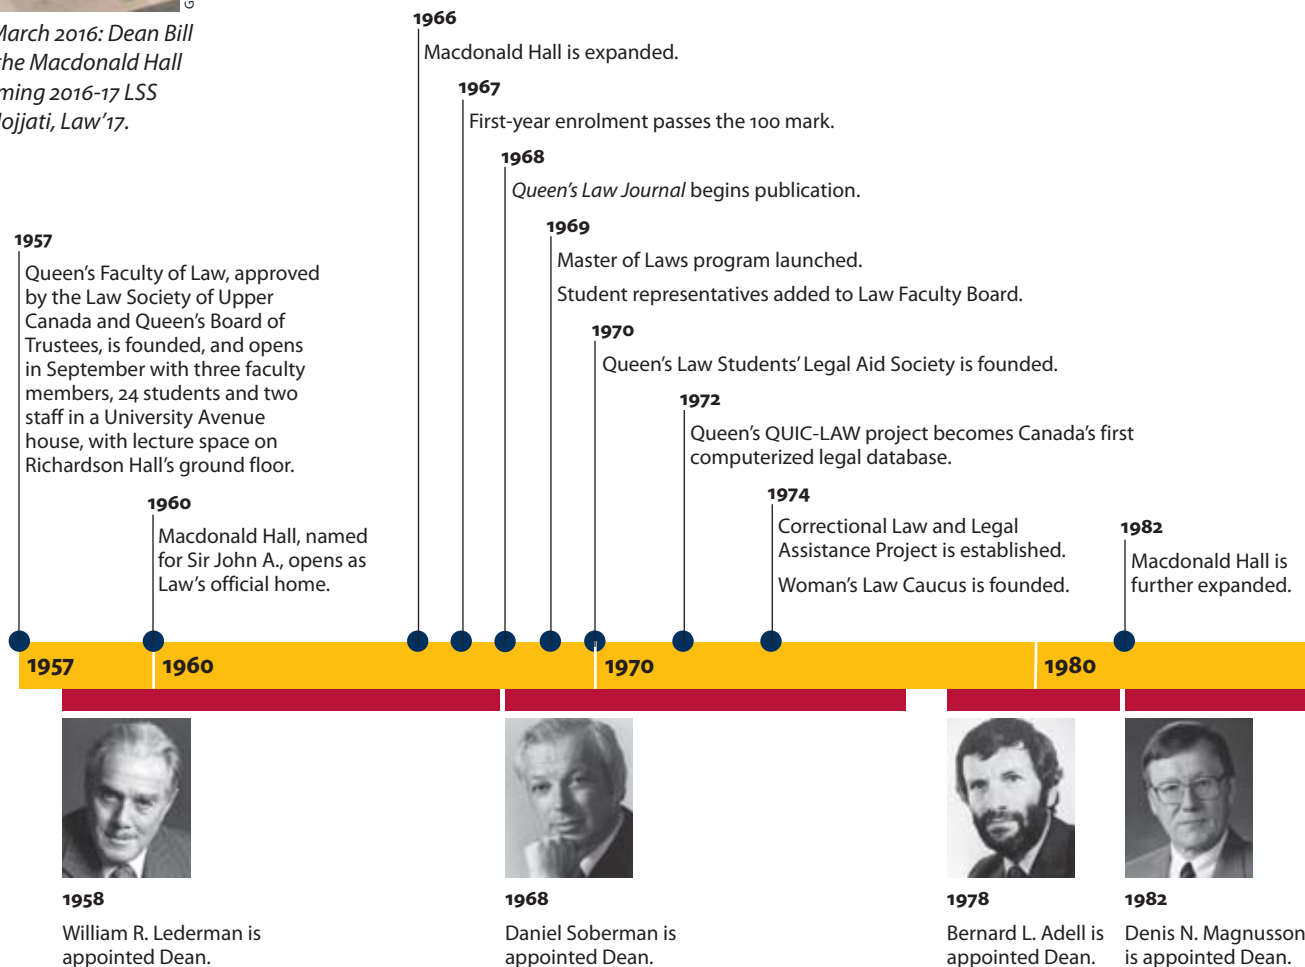 March 2016: Dean Bill
the Macdonald Hall
ming 2016-17 LSS
ojjati, Law’17.
1966
Macdonald Hall is expanded.
1967
First-year enrolment passes the 100 mark.
1968
Queen’s Law Journal begins publication.
1969
Master of Laws program launched.
Student representatives added to Law Faculty Board.
1970
Queen’s Law Students’ Legal Aid Society is founded.
1972
Queen’s QUIC-LAW project becomes Canada’s first
computerized legal database.
1974
Correctional Law and Legal
Assistance Project is established.
Woman’s Law Caucus is founded.
1982
Macdonald Hall is
further expanded.
1957
Queen’s Faculty of Law, approved
by the Law Society of Upper
Canada and Queen’s Board of
Trustees, is founded, and opens
in September with three faculty
members, 24 students and two
staff in a University Avenue
house, with lecture space on
Richardson Hall’s ground floor.
1960
Macdonald Hall, named
for Sir John A., opens as
Law’s official home.
1957
1960
1970
1980
1958
William R. Lederman is
appointed Dean.
1968
Daniel Soberman is
appointed Dean.
1978
Bernard L. Adell is
appointed Dean.
1982
Denis N. Magnusson
is appointed Dean.